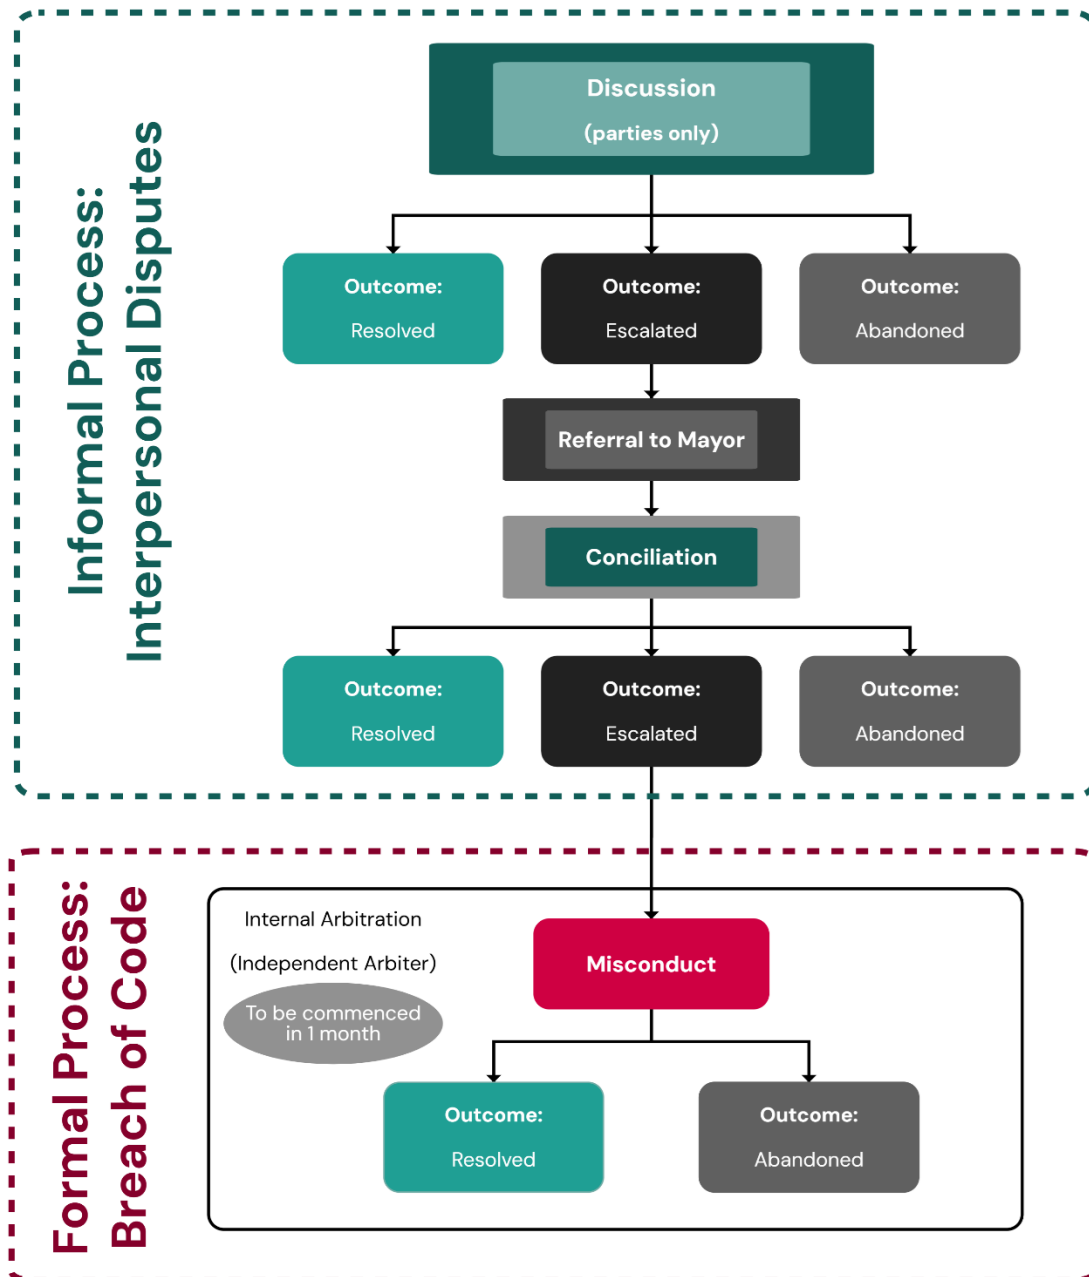 Informal Process:
Interpersonal Disputes
Discussion
(parties only)
Outcome:
Resolved
Outcome:
Escalated
Outcome:
Abandoned
Referral to Mayor
Conciliation
Outcome:
Resolved
Outcome:
Escalated
Outcome:
Abandoned
Formal Process:
Breach of Code
Internal Arbitration
(Independent Arbiter)
To be commenced
in 1 month
Misconduct
Outcome:
Resolved
Outcome:
Abandoned